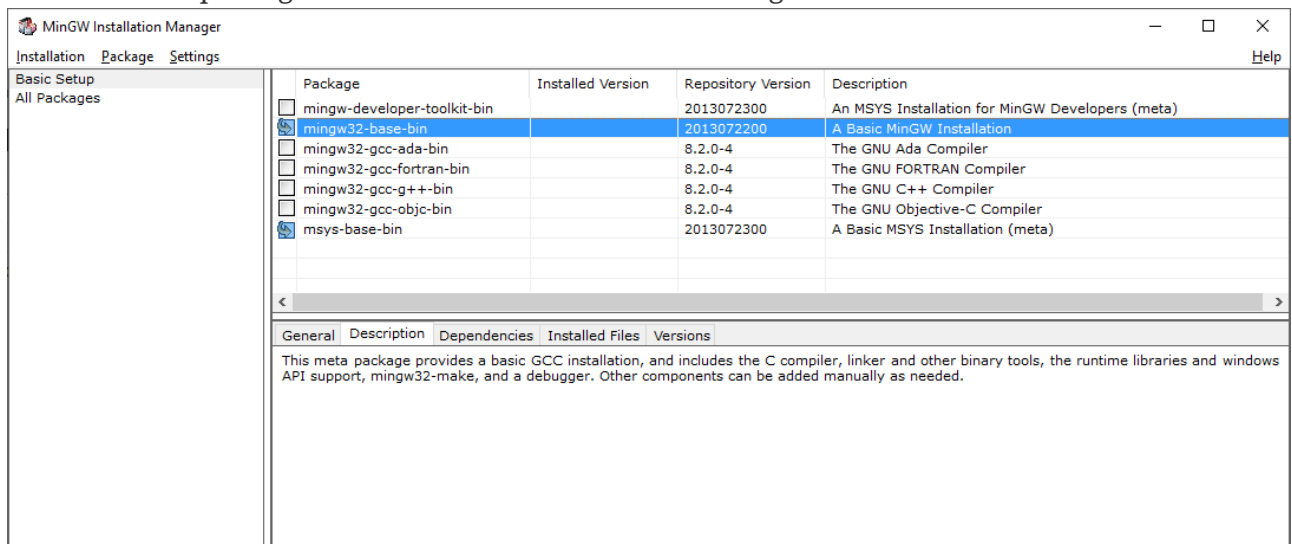 MinGW Installation Manager
Installation Package Settings Help
Basic Setup
All Packages
Package Installed Version Repository Version Description
mingw-developer-toolkit-bin 2013072300 An MSYS Installation for MinGW Developers (meta)
mingw32-base-bin 2013072200 A Basic MinGW Installation
mingw32-gcc-ada-bin 8.2.0-4 The GNU Ada Compiler
mingw32-gcc-fortran-bin 8.2.0-4 The GNU FORTRAN Compiler
mingw32-gcc-g++-bin 8.2.0-4 The GNU C++ Compiler
mingw32-gcc-objc-bin 8.2.0-4 The GNU Objective-C Compiler
msys-base-bin 2013072300 A Basic MSYS Installation (meta)
General Description Dependencies Installed Files Versions
This meta package provides a basic GCC installation, and includes the C compiler, linker and other binary tools, the runtime libraries and windows
API support, mingw32-make, and a debugger. Other components can be added manually as needed.